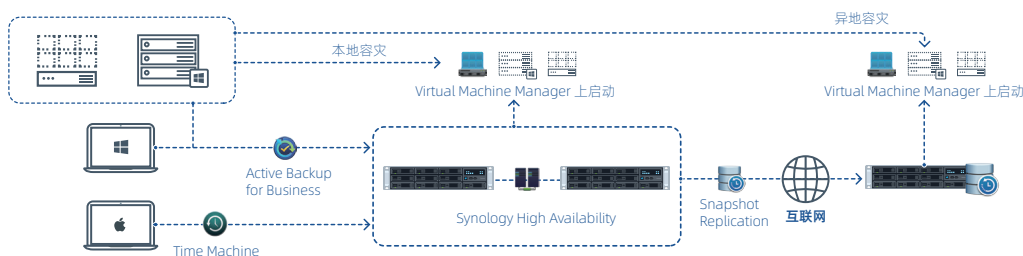 异地容灾
本地容灾
Virtual Machine Manager 上启动
Virtual Machine Manager 上启动
Active Backup
for Business
Synology High Availability
Snapshot
Replication
互联网
Time Machine